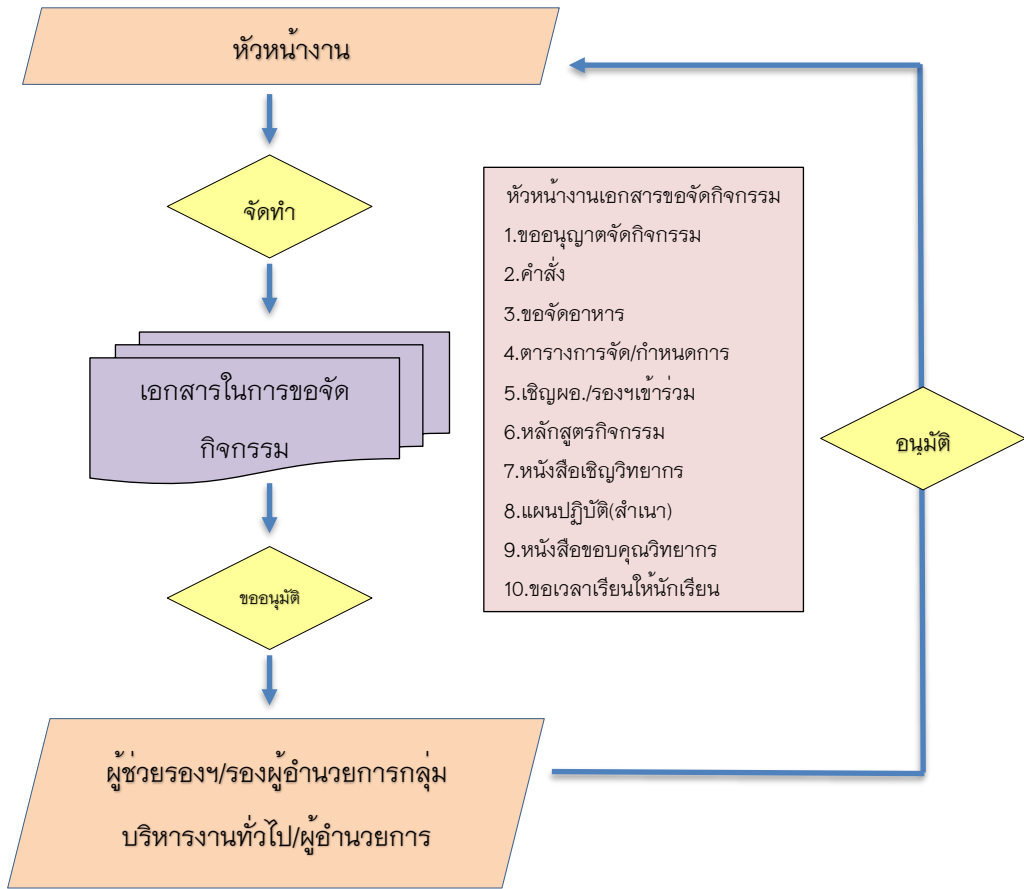 หัวหน้างาน
จัดทำ
เอกสารในการขอจัด
กิจกรรม
ขออนุมัติ
ผู้ช่วยรองฯ/รองผู้อำนวยการกลุ่ม
บริหารงานทั่วไป/ผู้อำนวยการ
หัวหน้างานเอกสารขอจัดกิจกรรม
1.ขออนุญาตจัดกิจกรรม
2.คำสั่ง
3.ขอจัดอาหาร
4.ตารางการจัด/กำหนดการ
5.เชิญผอ./รองฯเข้าร่วม
6.หลักสูตรกิจกรรม
7.หนังสือเชิญวิทยากร
8.แผนปฏิบัติ(สำเนา)
9.หนังสือขอบคุณวิทยากร
10.ขอเวลาเรียนให้นักเรียน
อนุมัติ